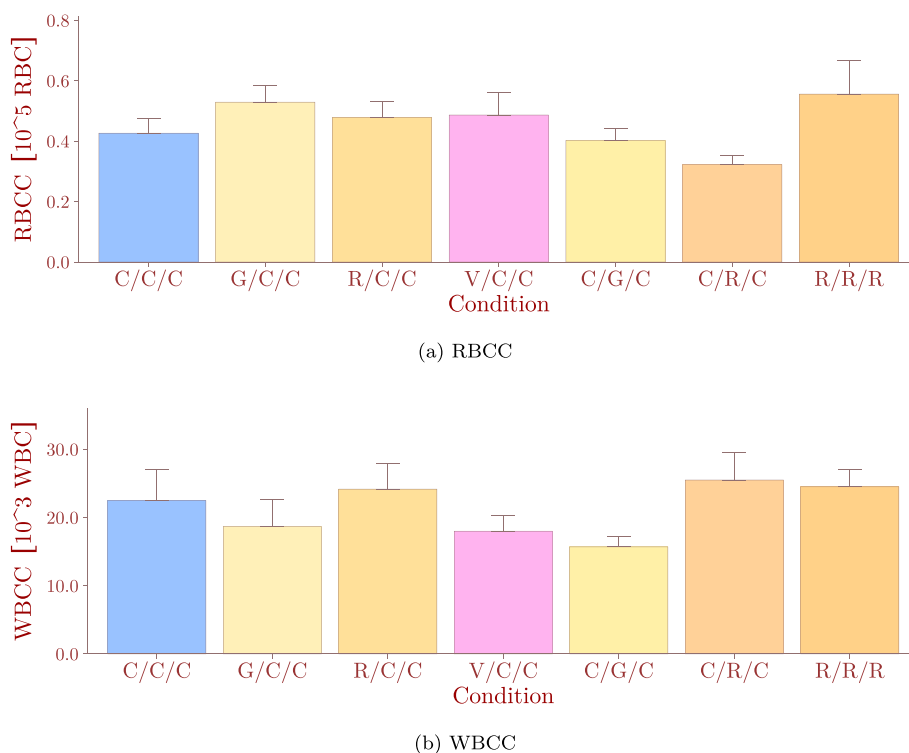 0.8
0.6
0.4
0.2
0.0
RBCC [10^5 RBC]
C/C/C G/C/C R/C/C V/C/C C/G/C C/R/C R/R/R
Condition
(a) RBCC
30.0
20.0
10.0
0.0
WBCC [10^3 WBC]
C/C/C G/C/C R/C/C V/C/C C/G/C C/R/C R/R/R
Condition
(b) WBCC